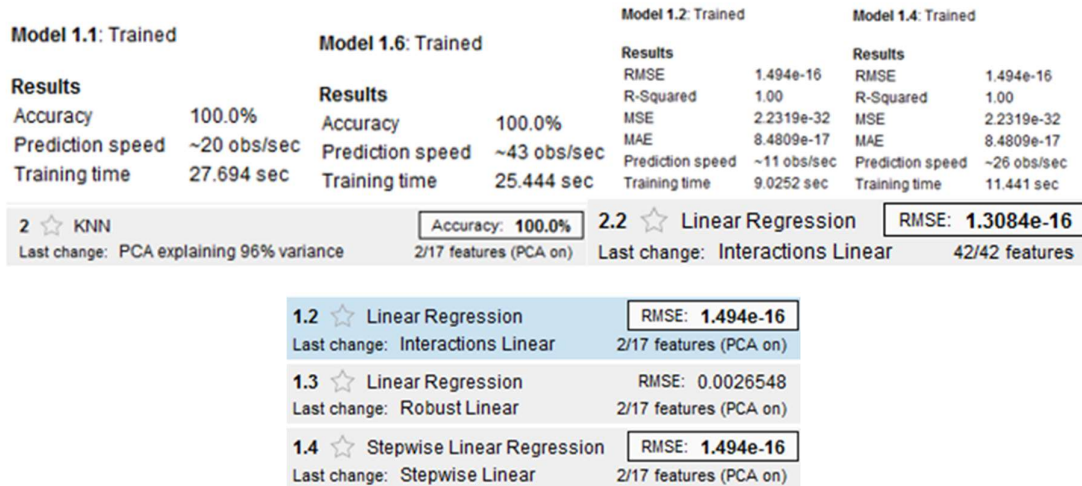 Model 1.1: Trained
Results
Accuracy 100.0%
Prediction speed ~20 obs/sec
Training time 27.694 sec
Model 1.6: Trained
Results
Accuracy 100.0%
Prediction speed ~43 obs/sec
Training time 25.444 sec
Model 1.2: Trained
Results
RMSE 1.494e-16
R-Squared 1.00
MSE 2.2319e-32
MAE 8.4809e-17
Prediction speed ~11 obs/sec
Training time 9.0252 sec
Model 1.4: Trained
Results
RMSE 1.494e-16
R-Squared 1.00
MSE 2.2319e-32
MAE 8.4809e-17
Prediction speed ~26 obs/sec
Training time 11.441 sec
2 ☆ KNN Accuracy: 100.0%
Last change: PCA explaining 96% variance 2/17 features (PCA on)
2.2 ☆ Linear Regression RMSE: 1.3084e-16
Last change: Interactions Linear 42/42 features
1.2 ☆ Linear Regression RMSE: 1.494e-16
Last change: Interactions Linear 2/17 features (PCA on)
1.3 ☆ Linear Regression RMSE: 0.0026548
Last change: Robust Linear 2/17 features (PCA on)
1.4 ☆ Stepwise Linear Regression RMSE: 1.494e-16
Last change: Stepwise Linear 2/17 features (PCA on)